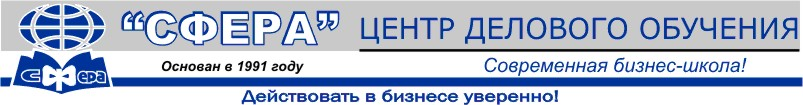 "СФЕРА" ЦЕНТР ДЕЛОВОГО ОБУЧЕНИЯ
Основан в 1991 году Современная бизнес-школа!
Сфера
Действовать в бизнесе уверенно!